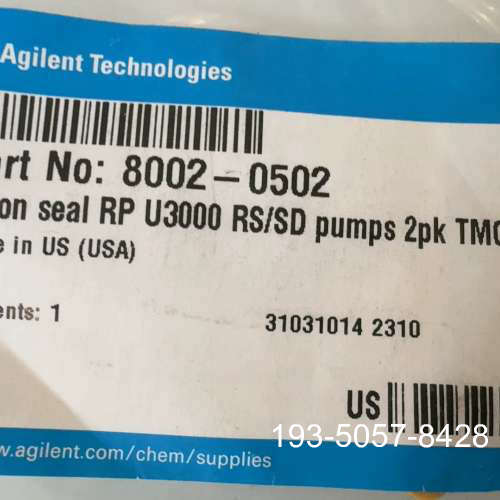 Agilent Technologies
art No: 8002-0502
on seal RP U3000 RS/SD pumps 2pk TMO
e in US (USA)
ents: 1
31031014 2310
US
193-5057-8428
w.agilent.com/chem/supplies